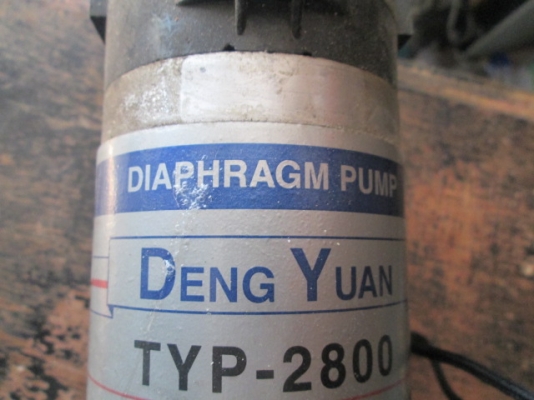 DIAPHRAGM PUMP
DENG YUAN
TYP-2800